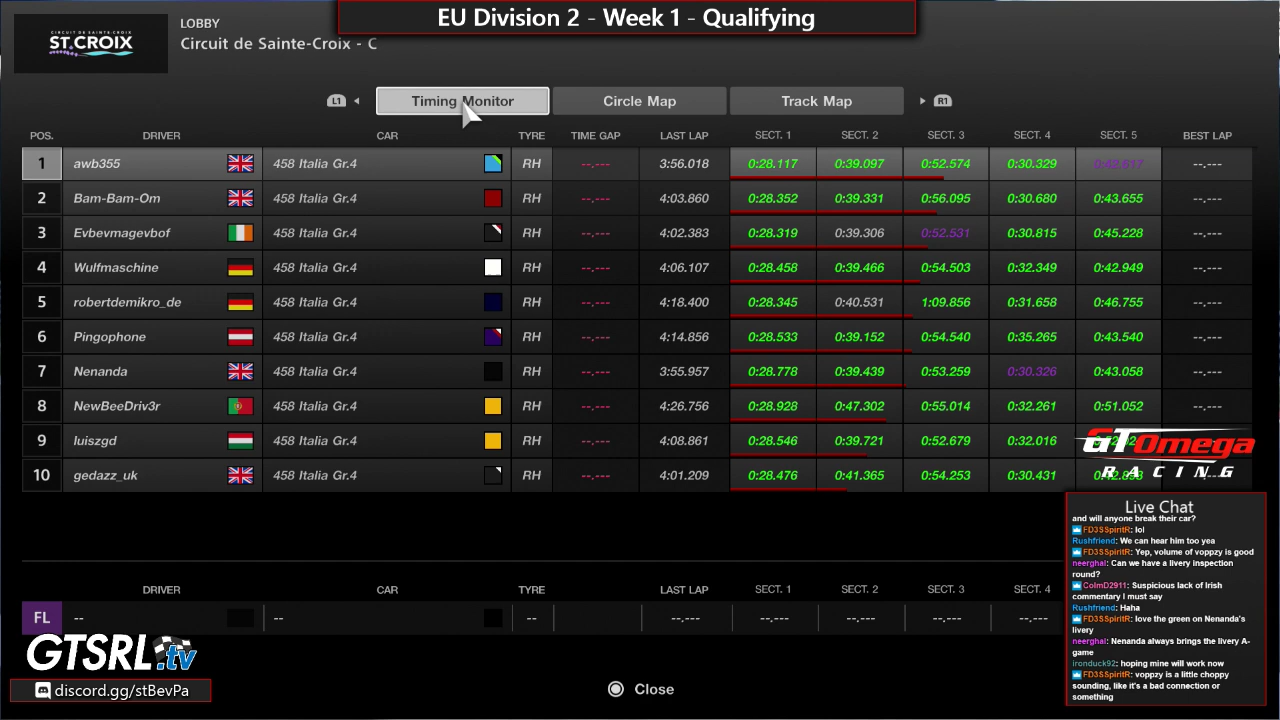 EU Division 2 - Week 1 - Qualifying
CIRCUIT DE SAINTE-CROIX
ST.CROIX
LOBBY
Circuit de Sainte-Croix - C
L1 Timing Monitor Circle Map Track Map R1
POS. DRIVER CAR TYRE TIME GAP LAST LAP SECT. 1 SECT. 2 SECT. 3 SECT. 4 SECT. 5 BEST LAP
1 awb355 458 Italia Gr.4 RH --.--- 3:56.018 0:28.117 0:39.097 0:52.574 0:30.329 0:42.617 --.---
2 Bam-Bam-Om 458 Italia Gr.4 RH --.--- 4:03.860 0:28.352 0:39.331 0:56.095 0:30.680 0:43.655 --.---
3 Evbevmagevbof 458 Italia Gr.4 RH --.--- 4:02.383 0:28.319 0:39.306 0:52.531 0:30.815 0:45.228 --.---
4 Wulfmaschine 458 Italia Gr.4 RH --.--- 4:06.107 0:28.458 0:39.466 0:54.503 0:32.349 0:42.949 --.---
5 robertdemikro_de 458 Italia Gr.4 RH --.--- 4:18.400 0:28.345 0:40.531 1:09.856 0:31.658 0:46.755 --.---
6 Pingophone 458 Italia Gr.4 RH --.--- 4:14.856 0:28.533 0:39.152 0:54.540 0:35.265 0:43.540 --.---
7 Nenanda 458 Italia Gr.4 RH --.--- 3:55.957 0:28.778 0:39.439 0:53.259 0:30.326 0:43.058 --.---
8 NewBeeDriv3r 458 Italia Gr.4 RH --.--- 4:26.756 0:28.928 0:47.302 0:55.014 0:32.261 0:51.052 --.---
9 luiszgd 458 Italia Gr.4 RH --.--- 4:08.861 0:28.546 0:39.721 0:52.679 0:32.016
10 gedazz_uk 458 Italia Gr.4 RH --.--- 4:01.209 0:28.476 0:41.365 0:54.253 0:30.431
GTOmega
RACING
Live Chat
and will anyone break their car?
FD3SSpiritR: lol
Rushfriend: We can hear him too yea
FD3SSpiritR: Yep, volume of voppzy is good
neerghal: Can we have a livery inspection
round?
ColmD2911: Suspicious lack of Irish
commentary I must say
Rushfriend: Haha
FD3SSpiritR: love the green on Nenanda's
livery
neerghal: Nenanda always brings the livery A-
game
ironduck92: hoping mine will work now
FD3SSpiritR: voppzy is a little choppy
sounding, like it's a bad connection or
something
DRIVER CAR TYRE LAST LAP SECT. 1 SECT. 2 SECT. 3 SECT. 4
FL -- -- -- --.--- --.--- --.--- --.--- --.---
GTSRL.tv
discord.gg/stBevPa
Close